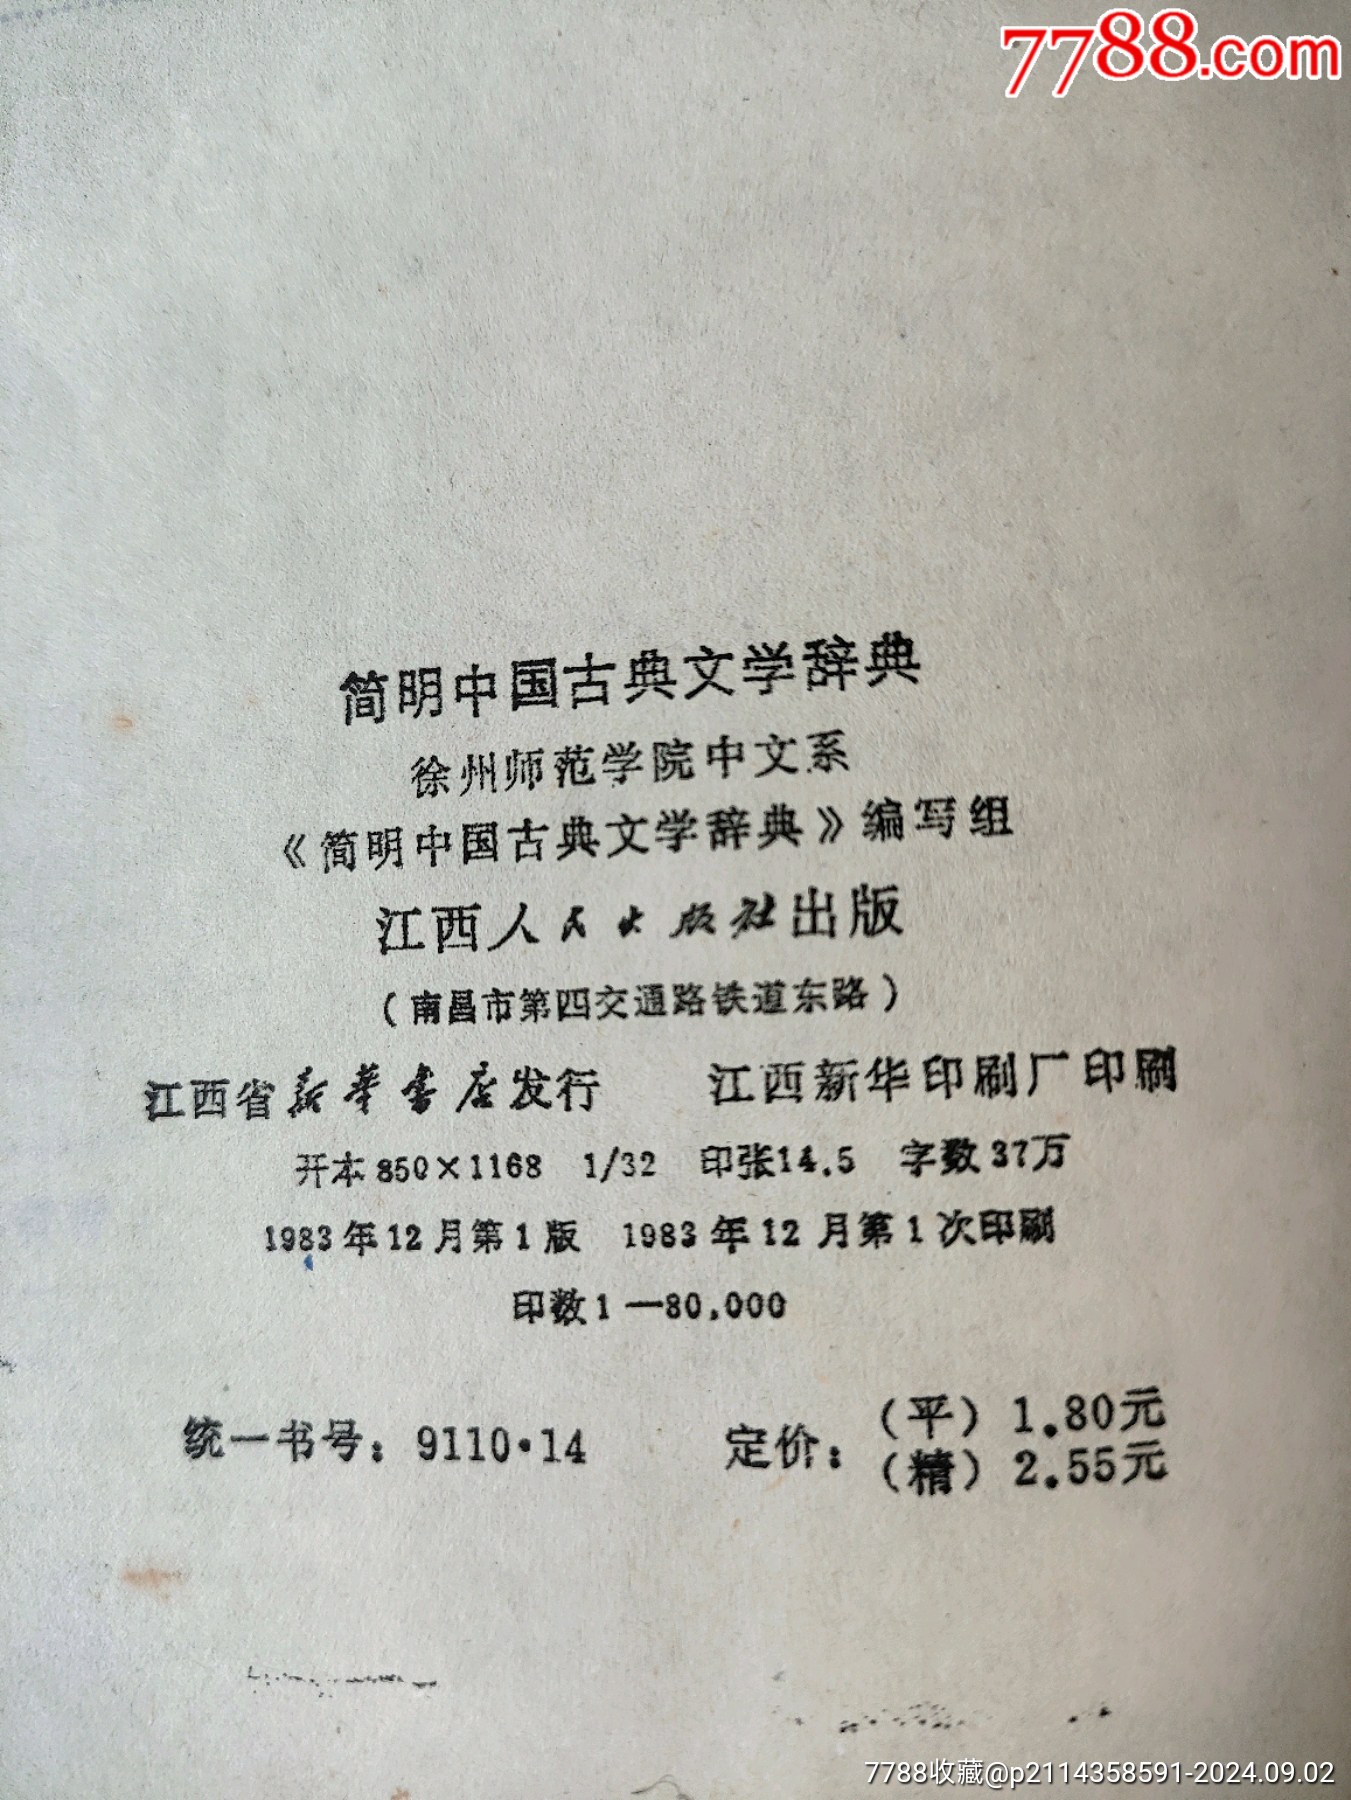 7788.com
简明中国古典文学辞典
徐州师范学院中文系
《简明中国古典文学辞典》编写组
江西人民出版社出版
（南昌市第四交通路铁道东路）
江西省新华书店发行 江西新华印刷厂印刷
开本850×1168 1/32 印张14.5 字数37万
1983年12月第1版 1983年12月第1次印刷
印数1—80,000
统一书号：9110·14 定价：（平）1.80元
（精）2.55元
7788收藏@p2114358591-2024.09.02